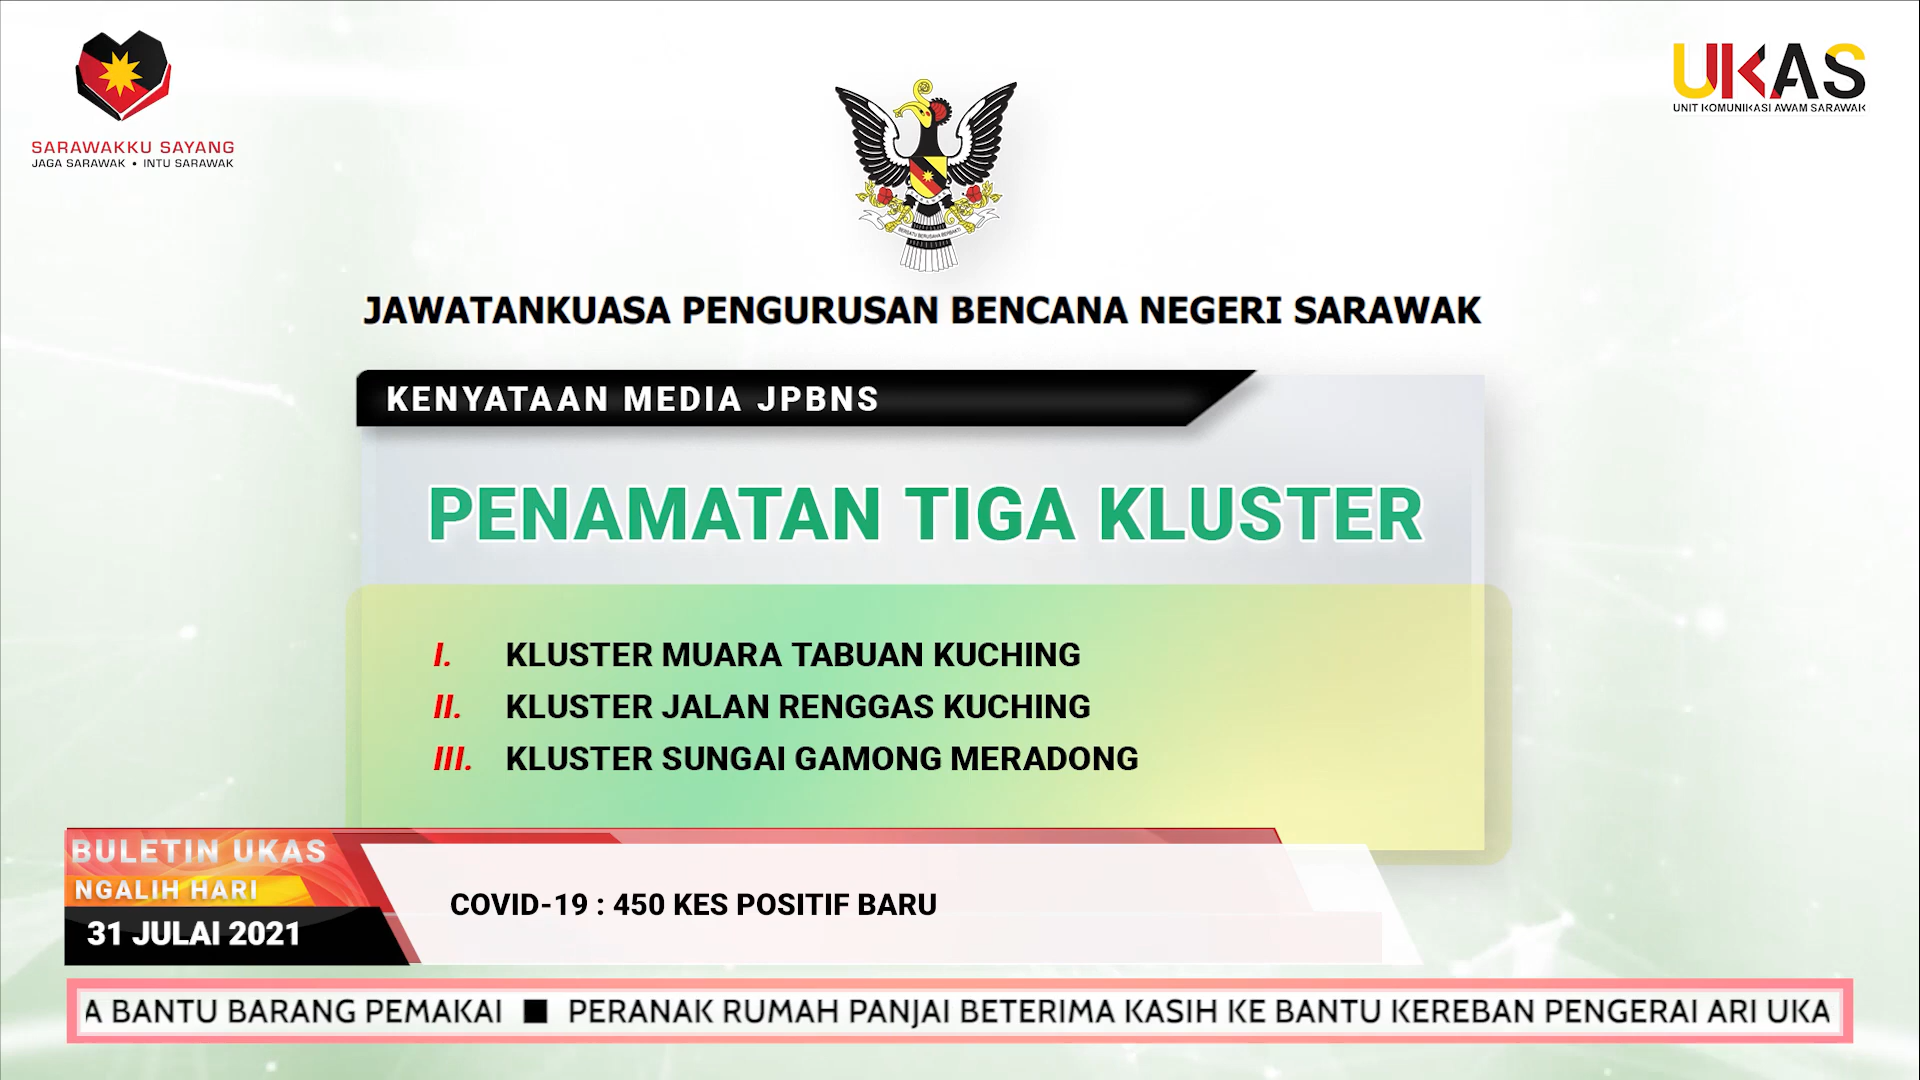 SARAWAKKU SAYANG
JAGA SARAWAK • INTU SARAWAK
UKAS
UNIT KOMUNIKASI AWAM SARAWAK
BERSATU BERUSAHA BERBAKTI
JAWATANKUASA PENGURUSAN BENCANA NEGERI SARAWAK
KENYATAAN MEDIA JPBNS
PENAMATAN TIGA KLUSTER
I. KLUSTER MUARA TABUAN KUCHING
II. KLUSTER JALAN RENGGAS KUCHING
III. KLUSTER SUNGAI GAMONG MERADONG
BULETIN UKAS
NGALIH HARI
31 JULAI 2021
COVID-19 : 450 KES POSITIF BARU
A BANTU BARANG PEMAKAI ■ PERANAK RUMAH PANJAI BETERIMA KASIH KE BANTU KEREBAN PENGERAI ARI UKA